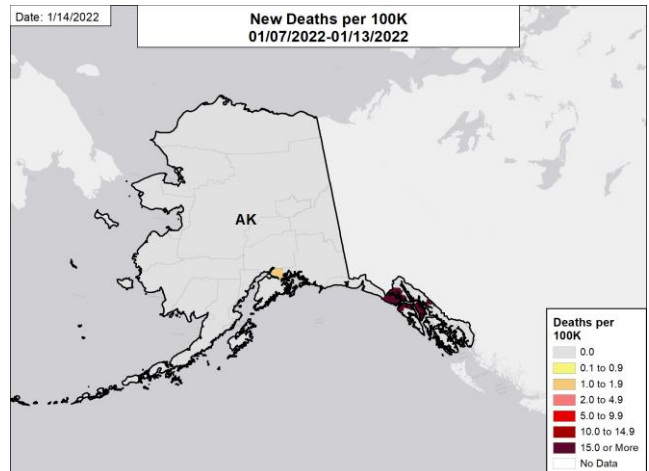 Date: 1/14/2022
New Deaths per 100K
01/07/2022-01/13/2022
AK
Deaths per
100K
0.0
0.1 to 0.9
1.0 to 1.9
2.0 to 4.9
5.0 to 9.9
10.0 to 14.9
15.0 or More
No Data